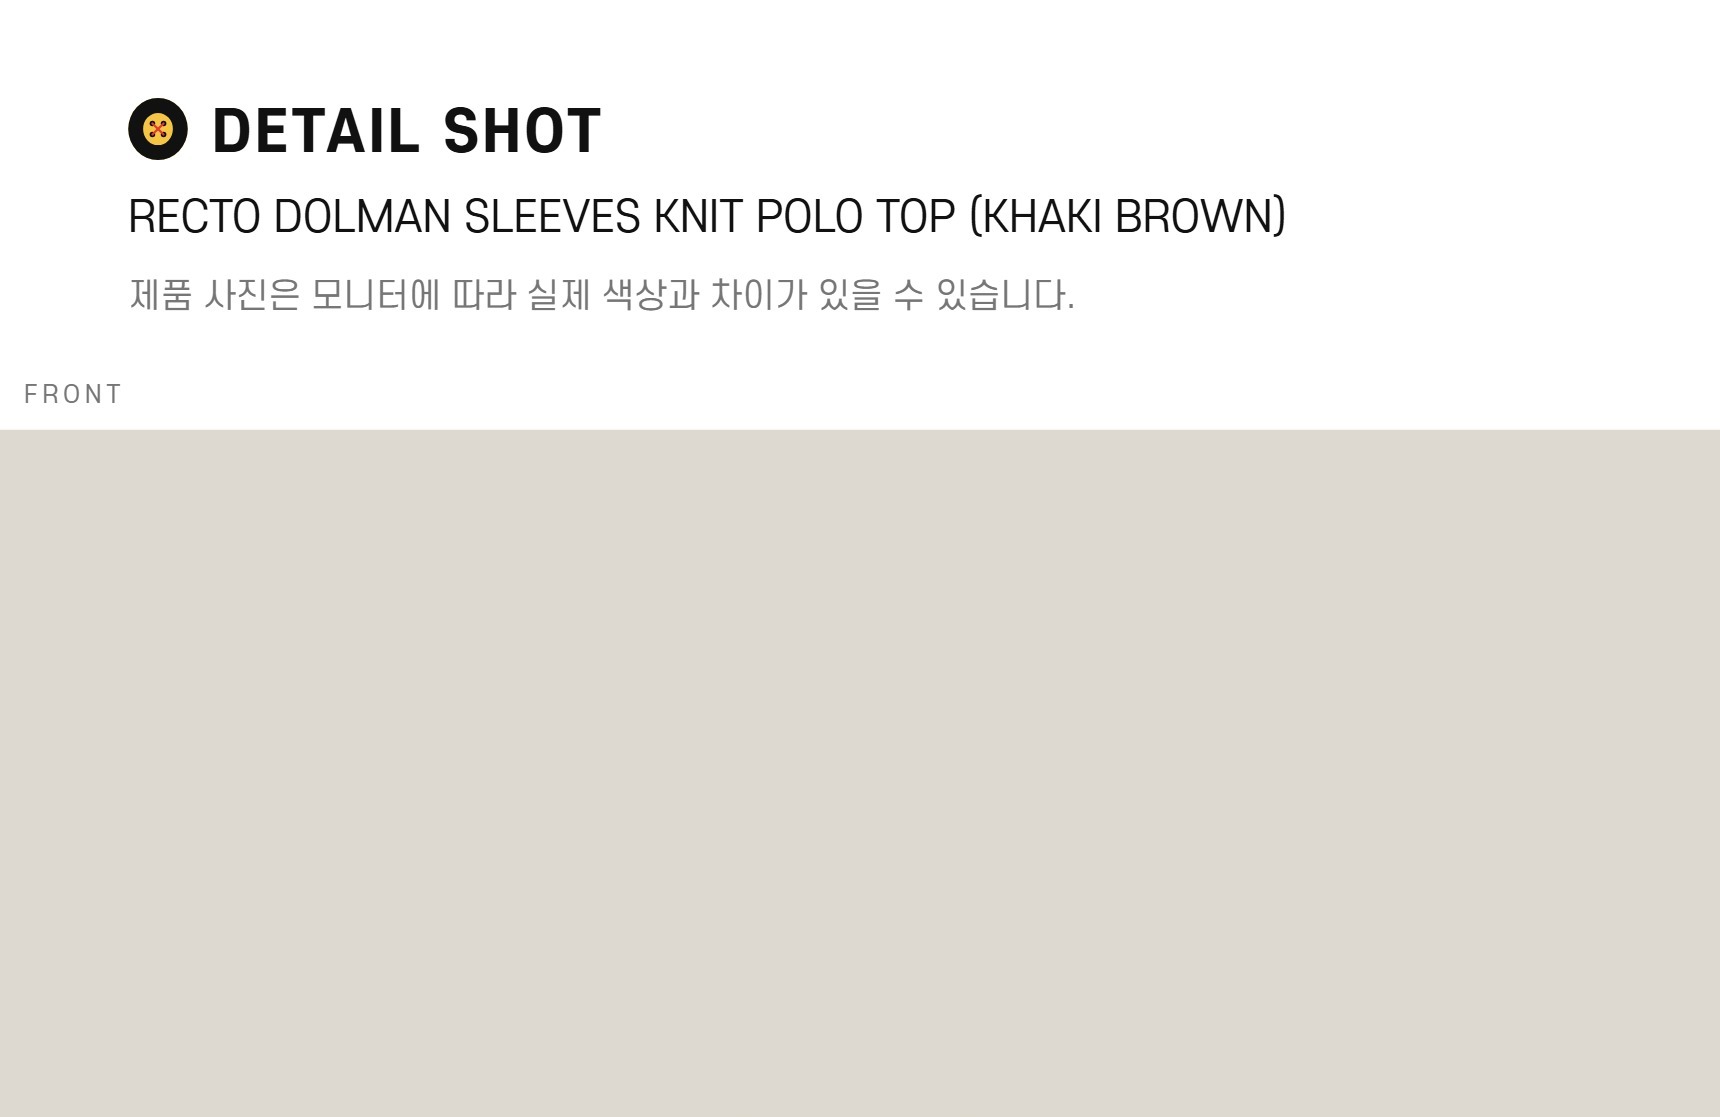 DETAIL SHOT
RECTO DOLMAN SLEEVES KNIT POLO TOP (KHAKI BROWN)
제품 사진은 모니터에 따라 실제 색상과 차이가 있을 수 있습니다.
FRONT